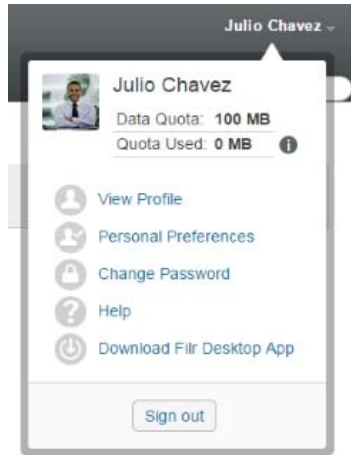 Julio Chavez
Julio Chavez
Data Quota: 100 MB
Quota Used: 0 MB
View Profile
Personal Preferences
Change Password
Help
Download Filr Desktop App
Sign out